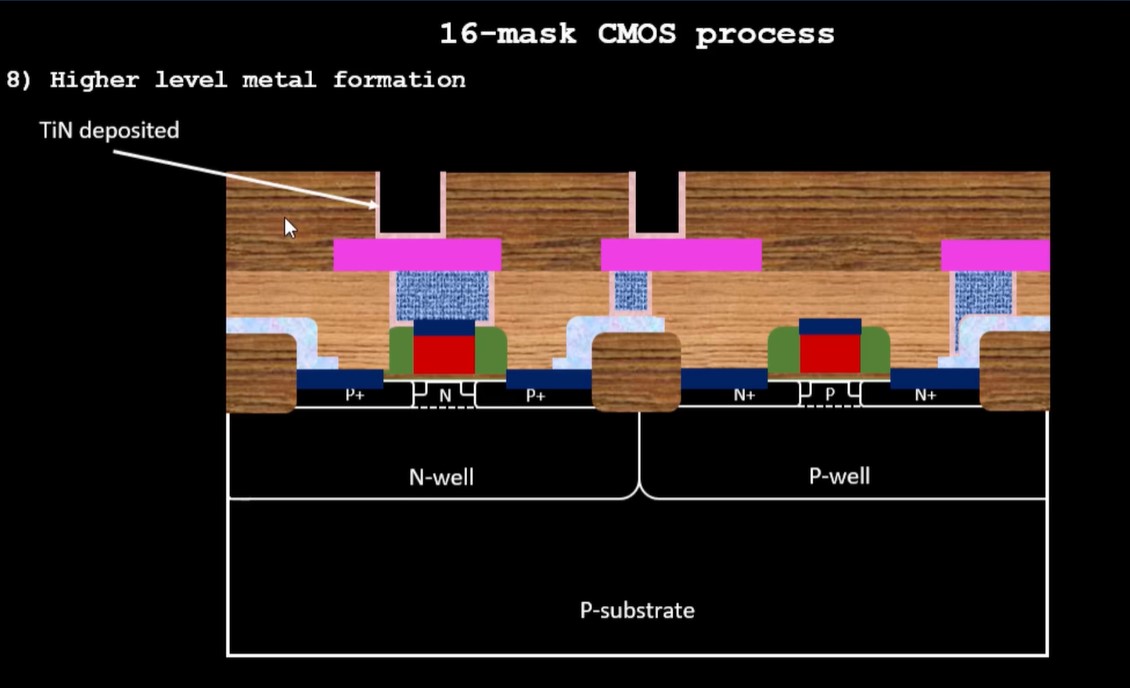 16-mask CMOS process
8) Higher level metal formation
TiN deposited
P+ N P+ N+ P N+
N-well P-well
P-substrate